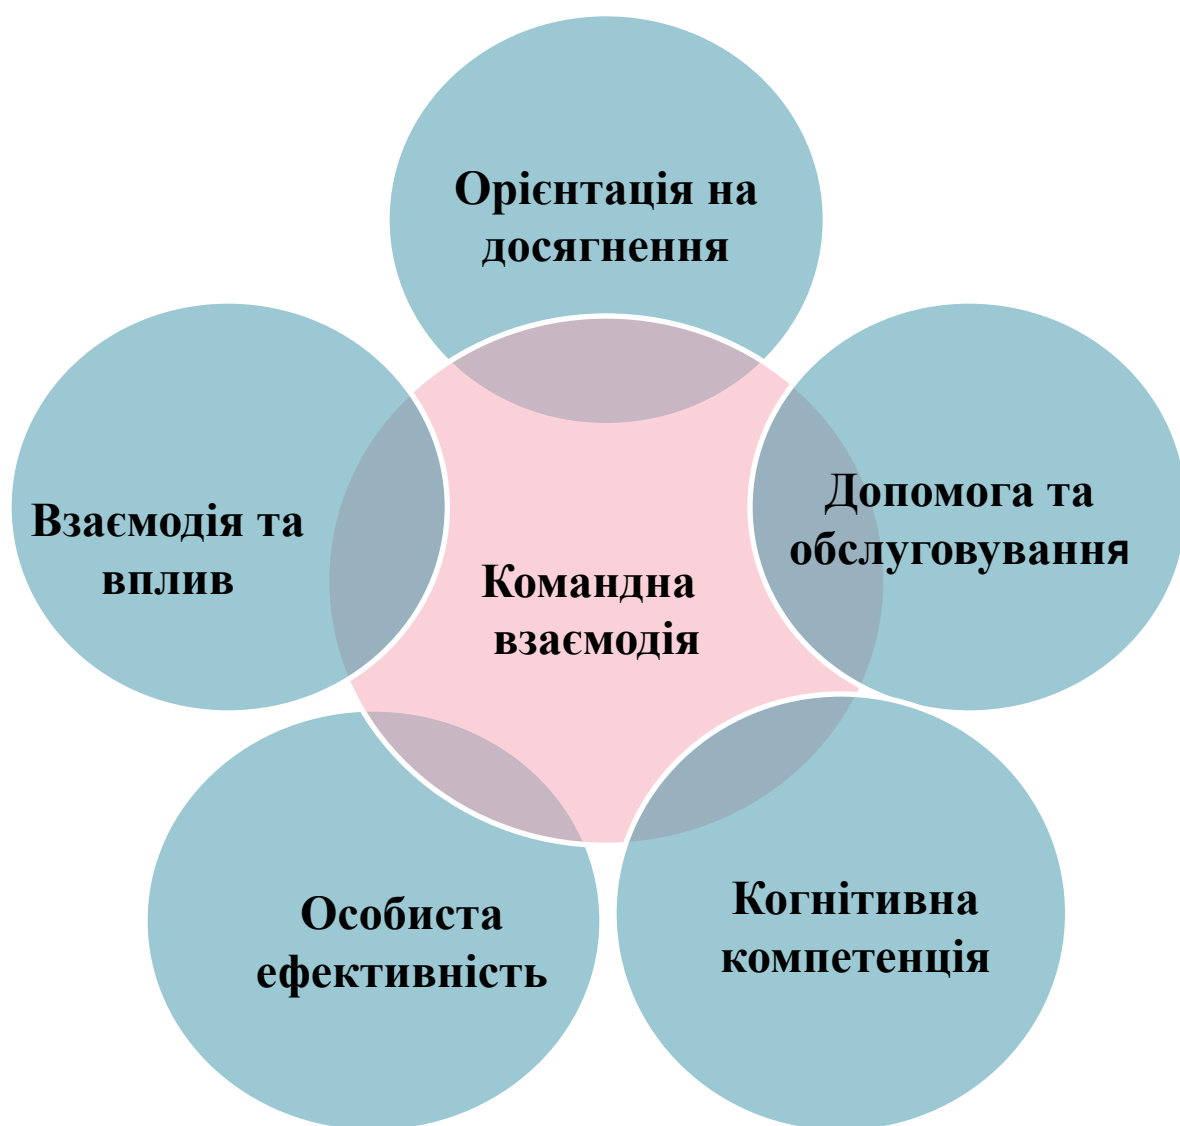 Орієнтація на
досягнення
Взаємодія та
вплив
Допомога та
обслуговування
Командна
взаємодія
Особиста
ефективність
Когнітивна
компетенція